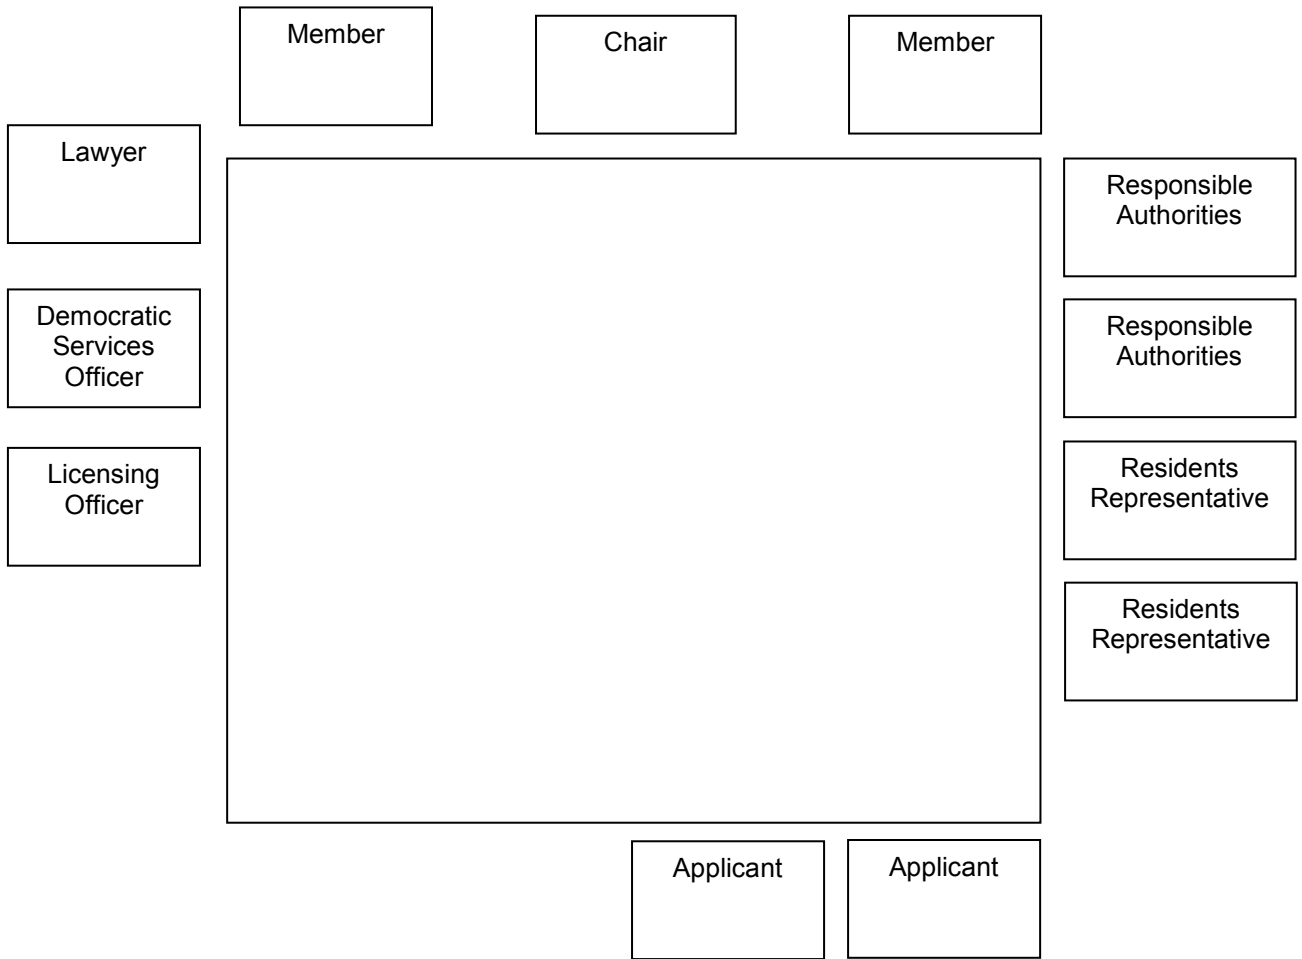 Member
Chair
Member
Lawyer
Responsible
Authorities
Democratic
Services
Officer
Responsible
Authorities
Licensing
Officer
Residents
Representative
Residents
Representative
Applicant
Applicant